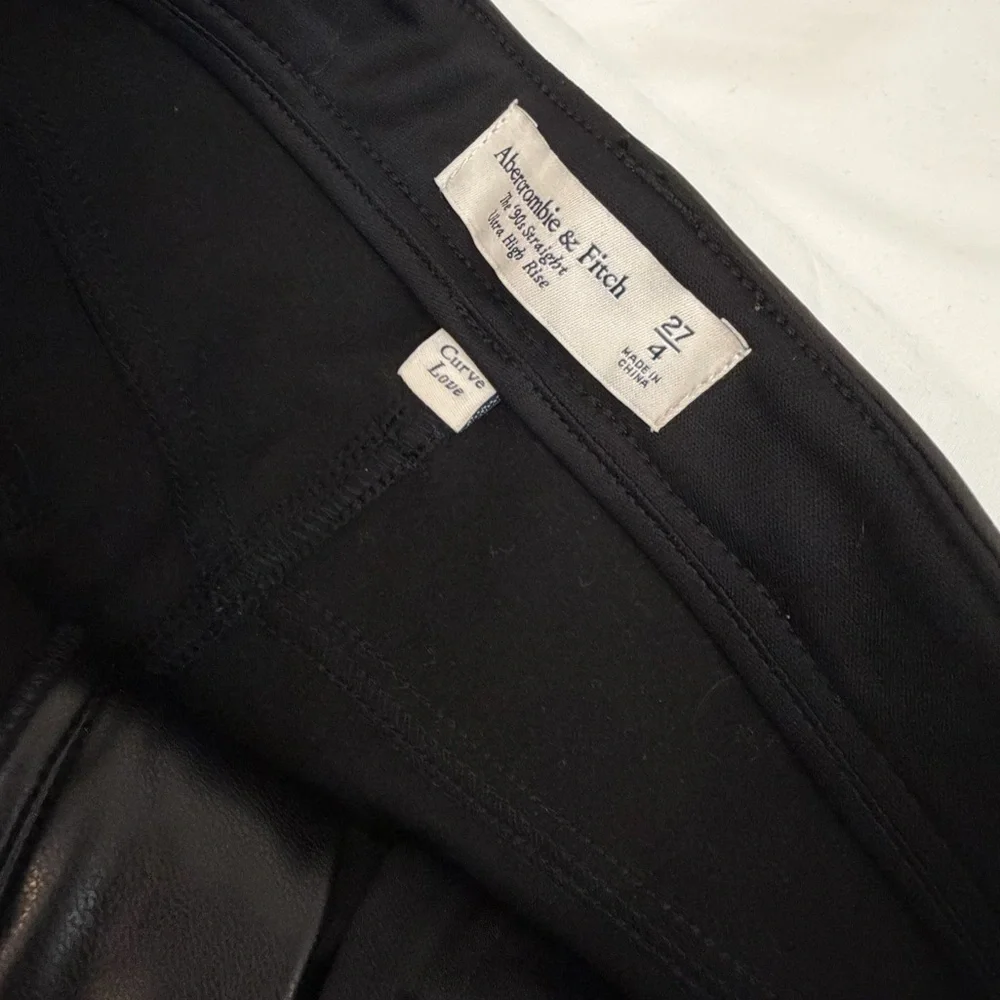 Abercrombie & Fitch
The '90s Straight
Ultra High Rise
27
4
MADE IN
CHINA
Curve
Love